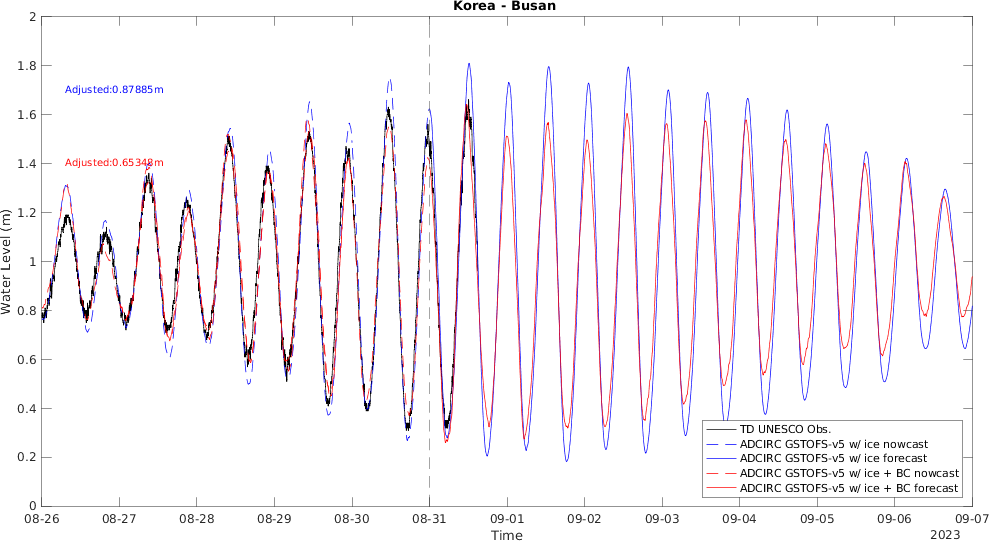 Korea - Busan
Water Level (m)
2
1.8
1.6
1.4
1.2
1
0.8
0.6
0.4
0.2
0
Adjusted:0.87885m
Adjusted:0.65348m
TD UNESCO Obs.
ADCIRC GSTOFS-v5 w/ ice nowcast
ADCIRC GSTOFS-v5 w/ ice forecast
ADCIRC GSTOFS-v5 w/ ice + BC nowcast
ADCIRC GSTOFS-v5 w/ ice + BC forecast
08-26 08-27 08-28 08-29 08-30 08-31 09-01 09-02 09-03 09-04 09-05 09-06 09-07
Time
2023